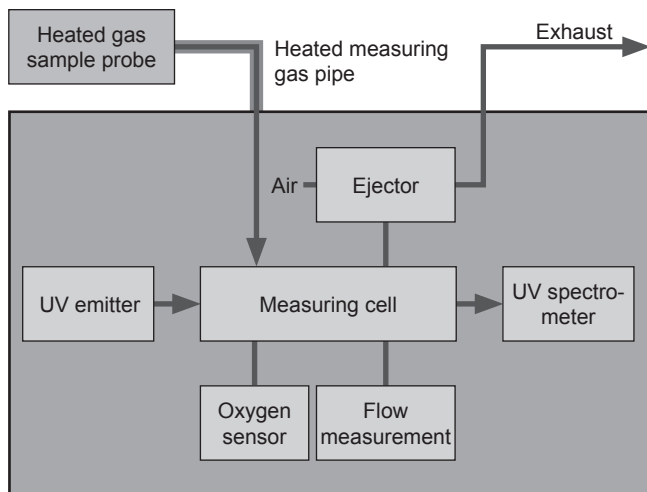 Heated gas
sample probe
Heated measuring
gas pipe
Exhaust
Air
Ejector
UV emitter
Measuring cell
UV spectro-
meter
Oxygen
sensor
Flow
measurement